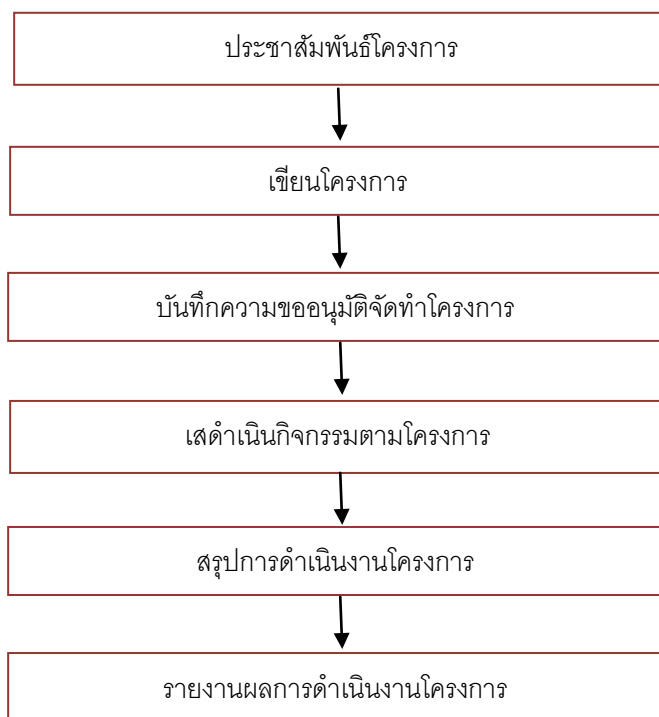 ประชาสัมพันธ์โครงการ
เขียนโครงการ
บันทึกความขออนุมัติจัดทำโครงการ
เสดำเนินกิจกรรมตามโครงการ
สรุปการดำเนินงานโครงการ
รายงานผลการดำเนินงานโครงการ